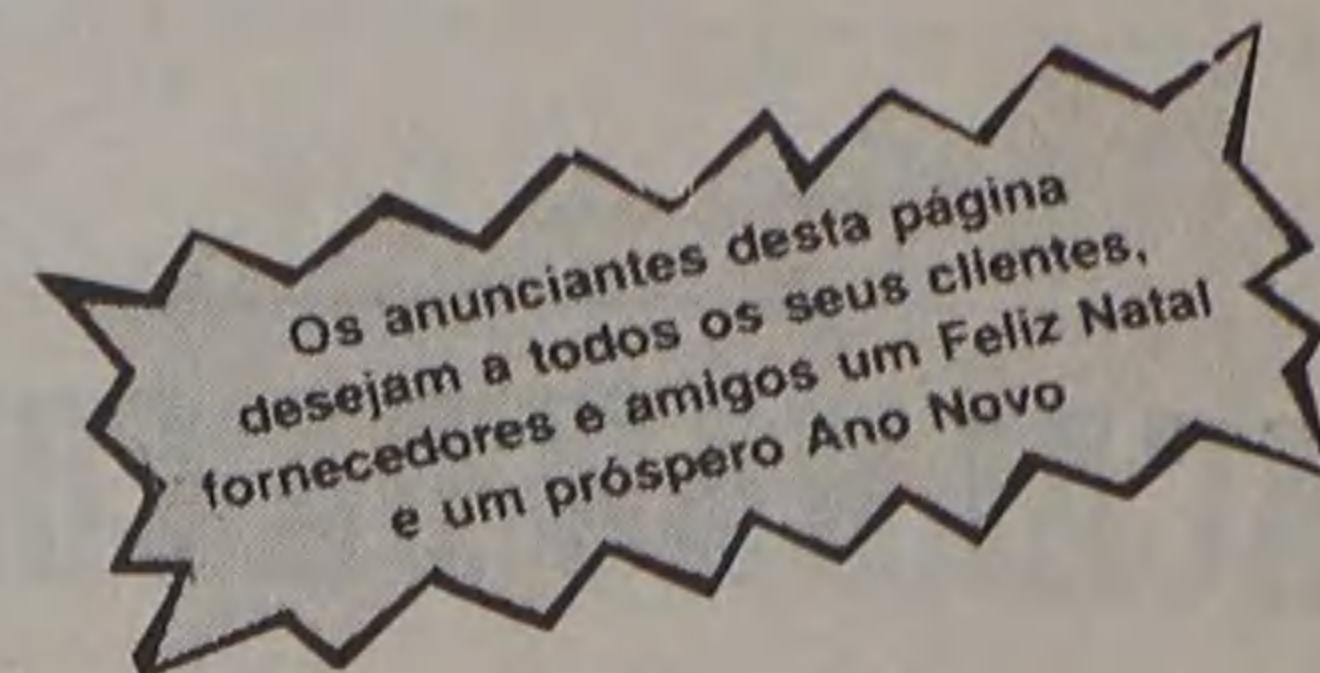 Os anunciantes desta página
desejam a todos os seus clientes,
fornecedores e amigos um Feliz Natal
e um próspero Ano Novo